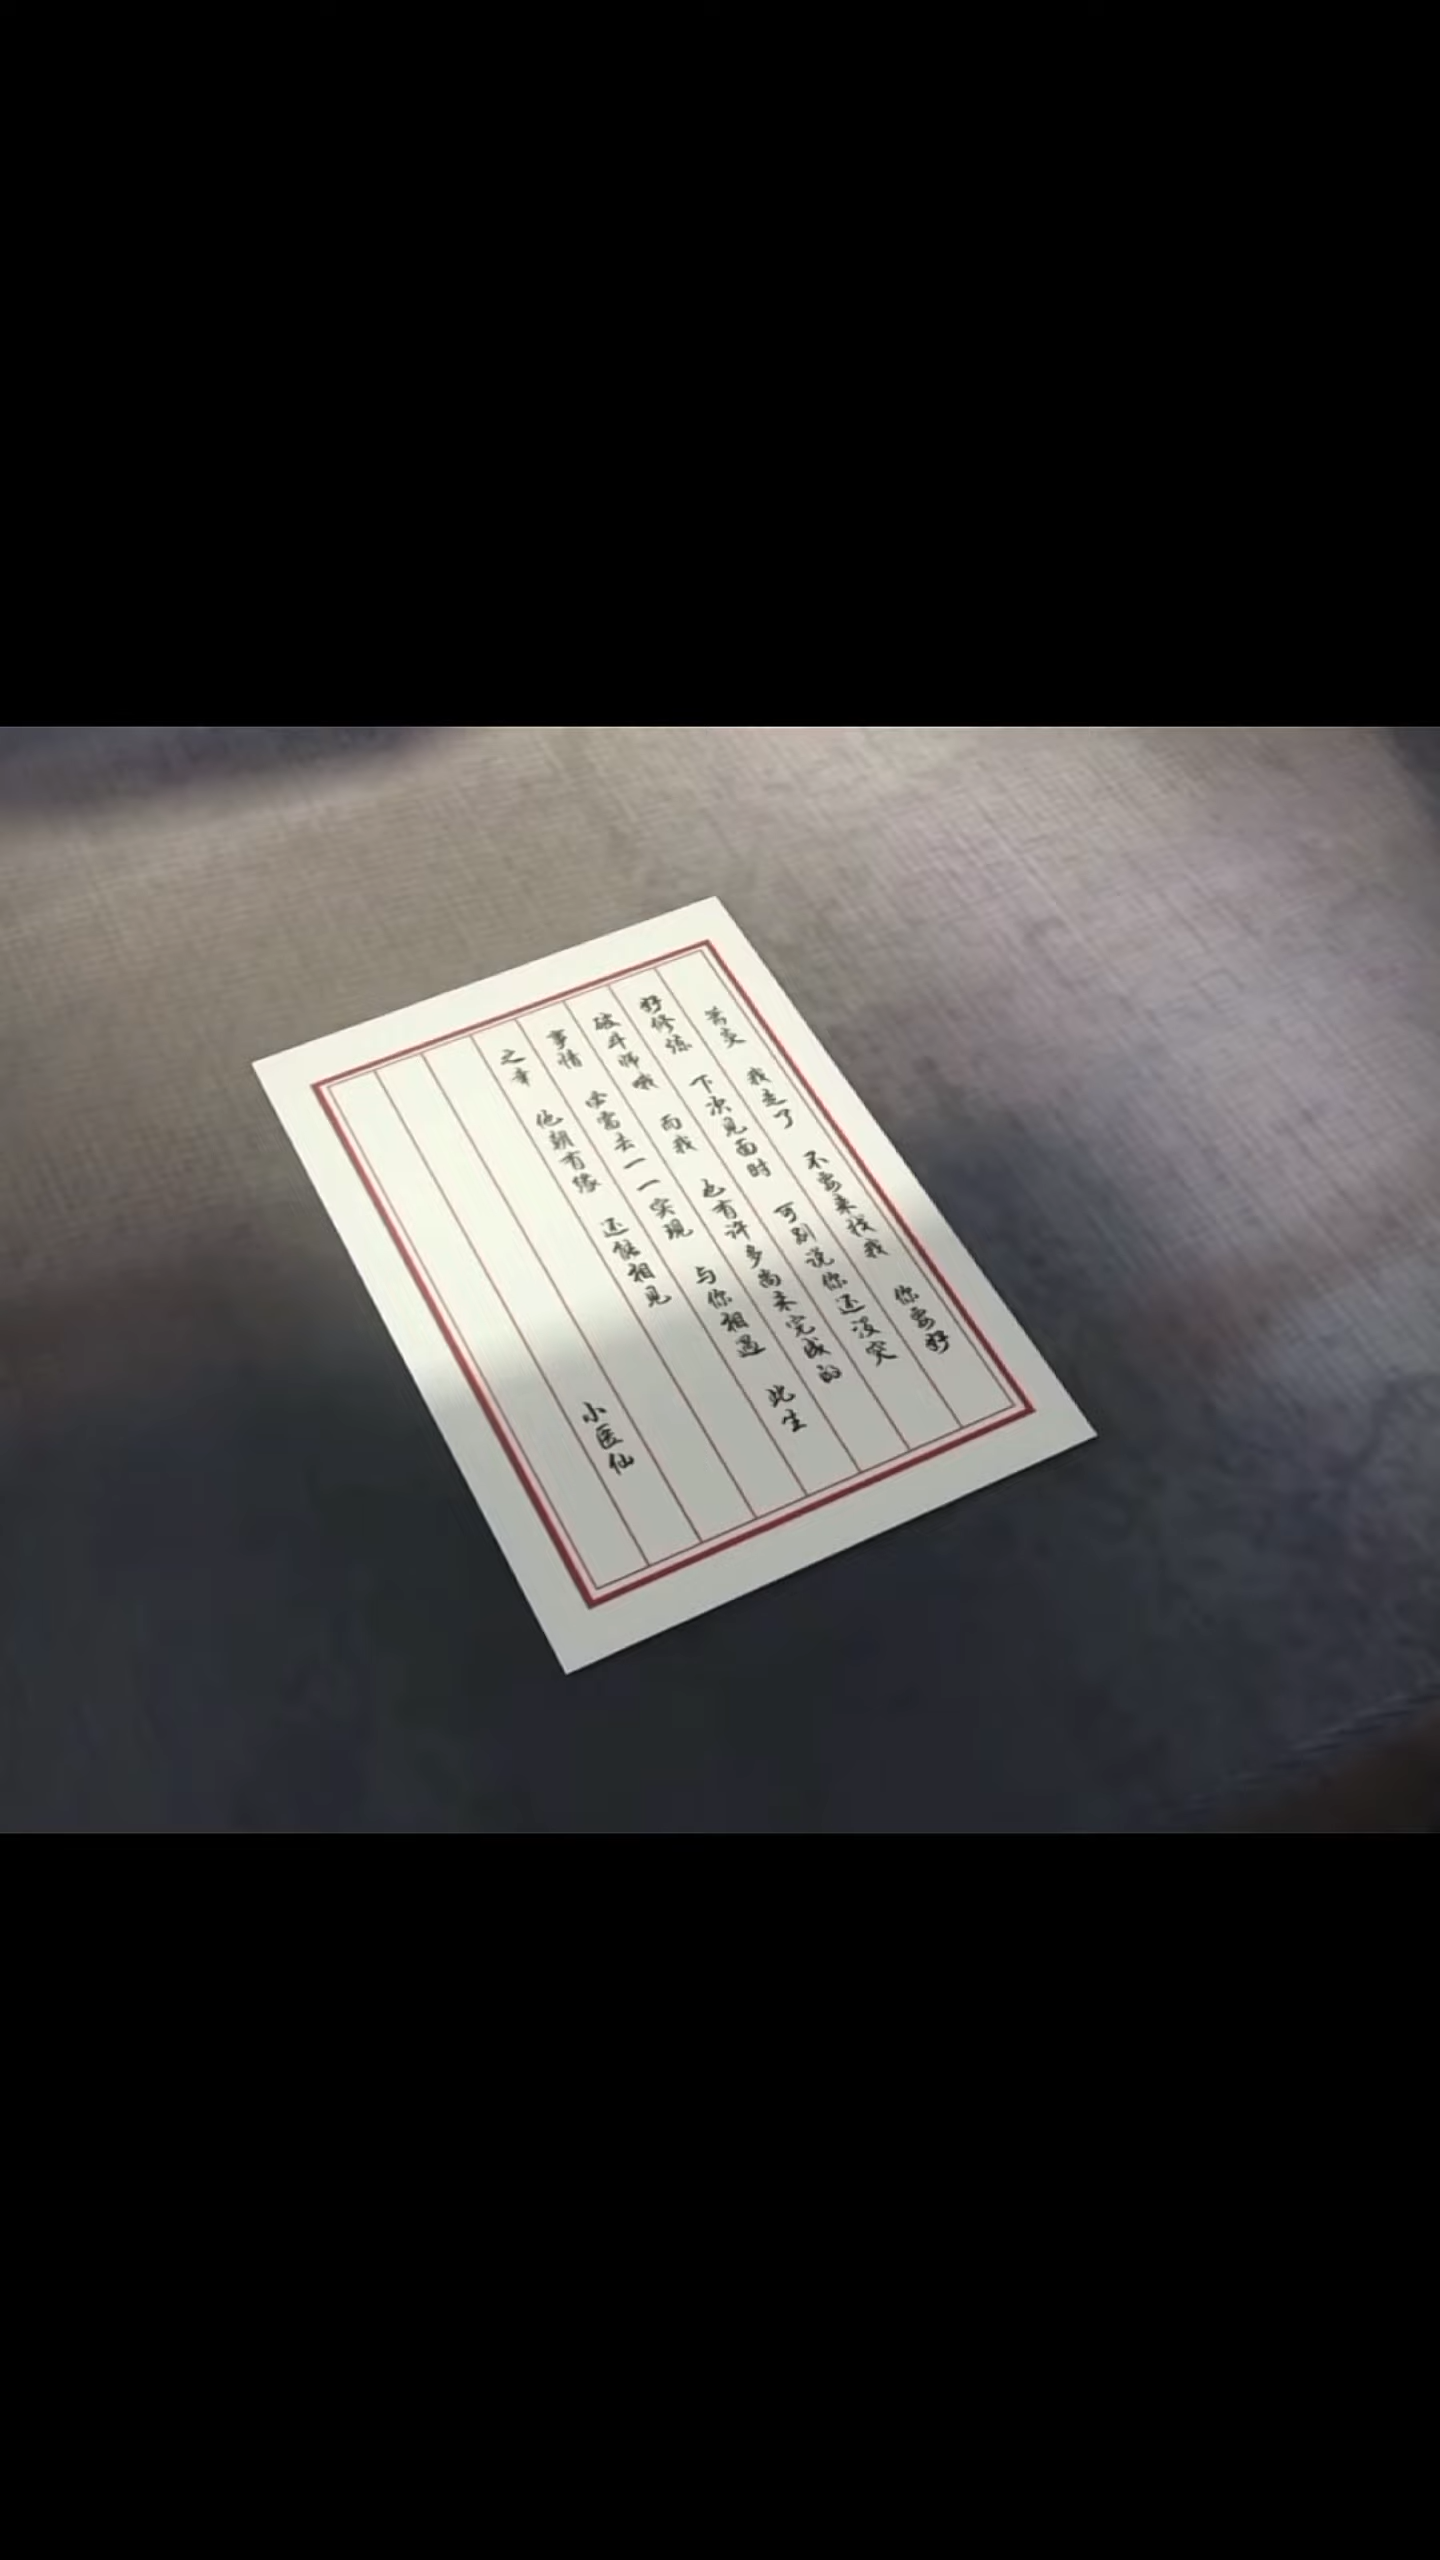 萧炎 我走了 不要来找我 你要好
好修炼 下次见面时 可别说你还没突
破斗师哦 而我 也有许多尚未完成的
事情 必当去一一实现 与你相遇 此生
之幸 他朝有缘 还能相见
小医仙